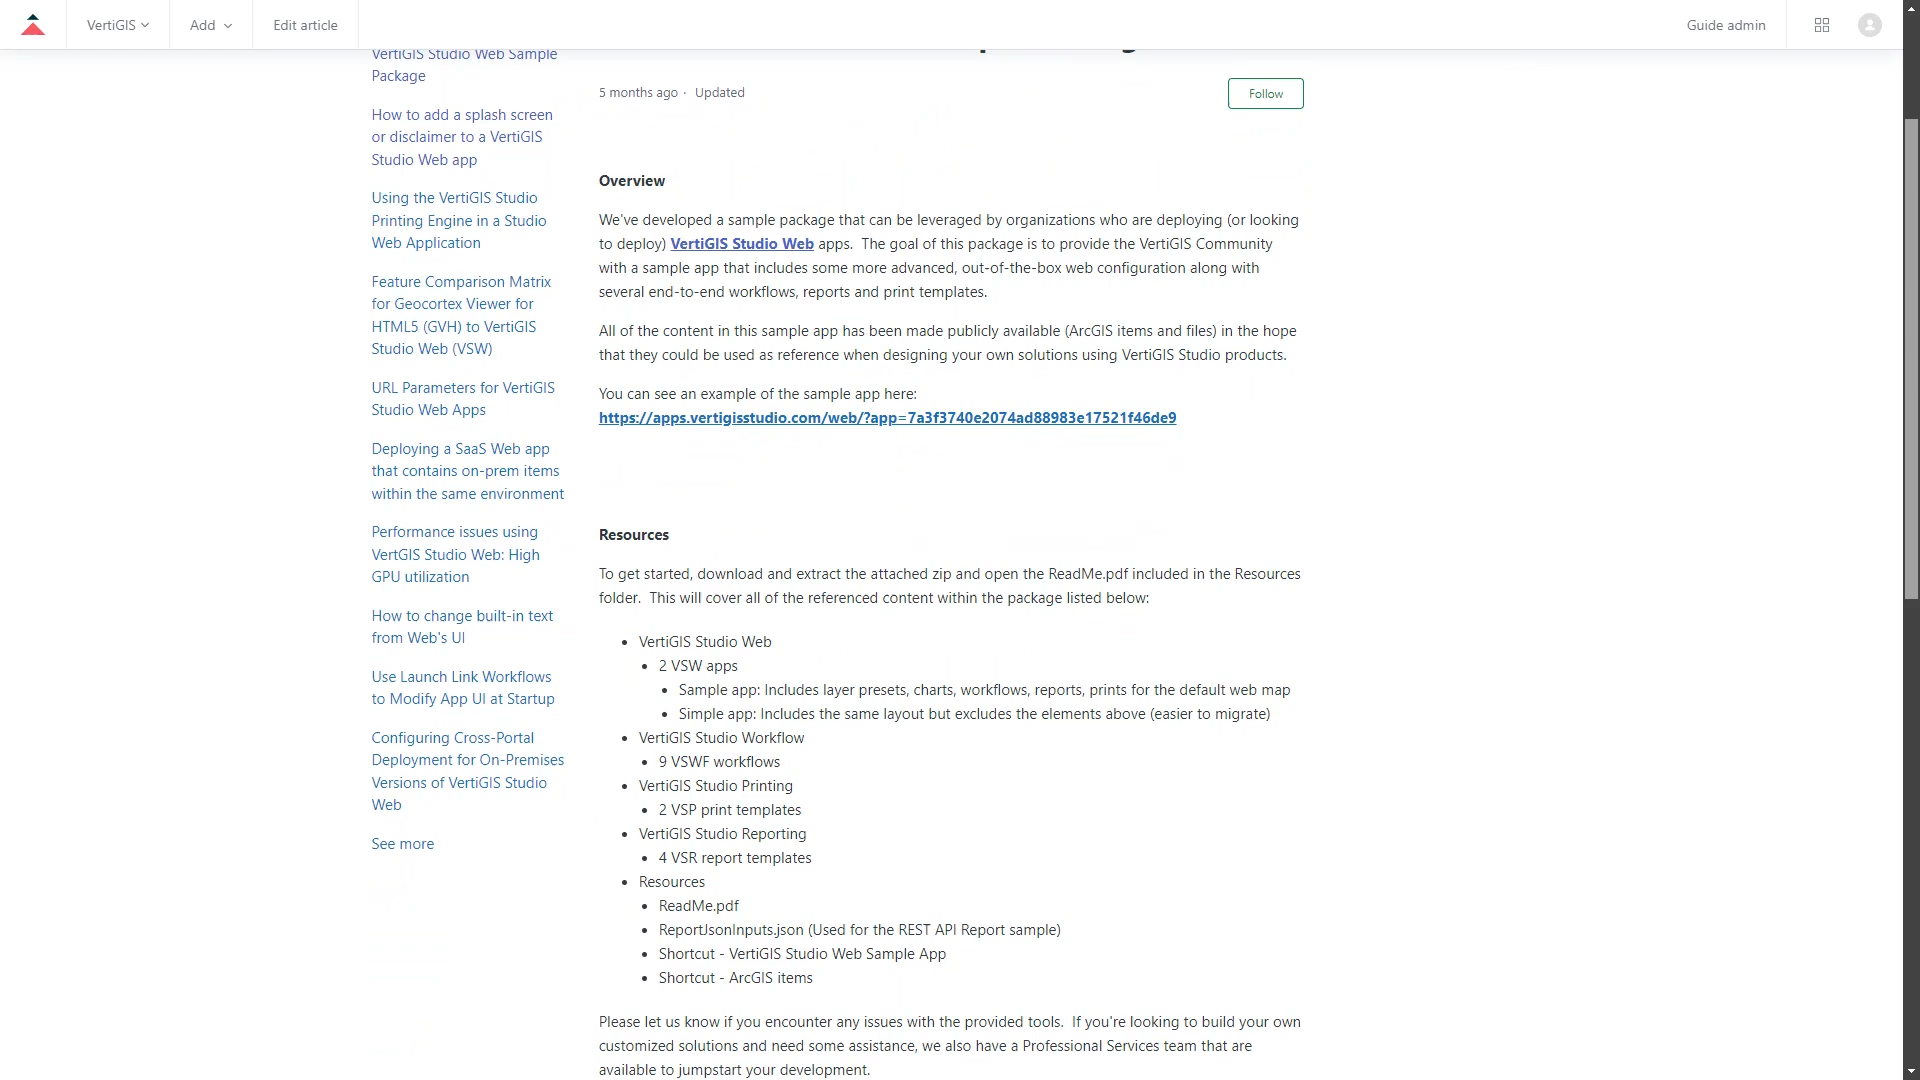 VertiGIS
Add
Edit article
Guide admin
VertiGIS Studio Web Sample
Package
How to add a splash screen
or disclaimer to a VertiGIS
Studio Web app
Using the VertiGIS Studio
Printing Engine in a Studio
Web Application
Feature Comparison Matrix
for Geocortex Viewer for
HTML5 (GVH) to VertiGIS
Studio Web (VSW)
URL Parameters for VertiGIS
Studio Web Apps
Deploying a SaaS Web app
that contains on-prem items
within the same environment
Performance issues using
VertGIS Studio Web: High
GPU utilization
How to change built-in text
from Web's UI
Use Launch Link Workflows
to Modify App UI at Startup
Configuring Cross-Portal
Deployment for On-Premises
Versions of VertiGIS Studio
Web
See more
5 months ago · Updated
Follow
Overview
We've developed a sample package that can be leveraged by organizations who are deploying (or looking
to deploy) VertiGIS Studio Web apps.  The goal of this package is to provide the VertiGIS Community
with a sample app that includes some more advanced, out-of-the-box web configuration along with
several end-to-end workflows, reports and print templates.
All of the content in this sample app has been made publicly available (ArcGIS items and files) in the hope
that they could be used as reference when designing your own solutions using VertiGIS Studio products.
You can see an example of the sample app here:
https://apps.vertigisstudio.com/web/?app=7a3f3740e2074ad88983e17521f46de9
Resources
To get started, download and extract the attached zip and open the ReadMe.pdf included in the Resources
folder.  This will cover all of the referenced content within the package listed below:
• VertiGIS Studio Web
• 2 VSW apps
• Sample app: Includes layer presets, charts, workflows, reports, prints for the default web map
• Simple app: Includes the same layout but excludes the elements above (easier to migrate)
• VertiGIS Studio Workflow
• 9 VSWF workflows
• VertiGIS Studio Printing
• 2 VSP print templates
• VertiGIS Studio Reporting
• 4 VSR report templates
• Resources
• ReadMe.pdf
• ReportJsonInputs.json (Used for the REST API Report sample)
• Shortcut - VertiGIS Studio Web Sample App
• Shortcut - ArcGIS items
Please let us know if you encounter any issues with the provided tools.  If you're looking to build your own
customized solutions and need some assistance, we also have a Professional Services team that are
available to jumpstart your development.